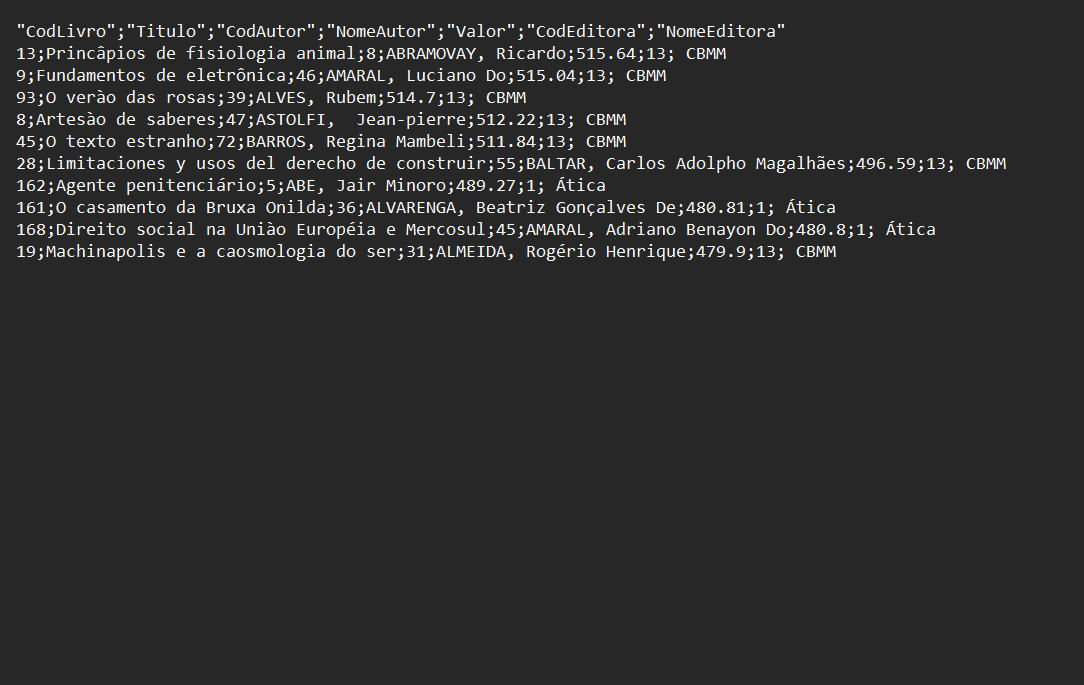 "CodLivro";"Titulo";"CodAutor";"NomeAutor";"Valor";"CodEditora";"NomeEditora"
13;Princâpios de fisiologia animal;8;ABRAMOVAY, Ricardo;515.64;13; CBMM
9;Fundamentos de eletrônica;46;AMARAL, Luciano Do;515.04;13; CBMM
93;O verào das rosas;39;ALVES, Rubem;514.7;13; CBMM
8;Artesào de saberes;47;ASTOLFI,  Jean-pierre;512.22;13; CBMM
45;O texto estranho;72;BARROS, Regina Mambeli;511.84;13; CBMM
28;Limitaciones y usos del derecho de construir;55;BALTAR, Carlos Adolpho Magalhães;496.59;13; CBMM
162;Agente penitenciário;5;ABE, Jair Minoro;489.27;1; Ática
161;O casamento da Bruxa Onilda;36;ALVARENGA, Beatriz Gonçalves De;480.81;1; Ática
168;Direito social na Uniào Européia e Mercosul;45;AMARAL, Adriano Benayon Do;480.8;1; Ática
19;Machinapolis e a caosmologia do ser;31;ALMEIDA, Rogério Henrique;479.9;13; CBMM